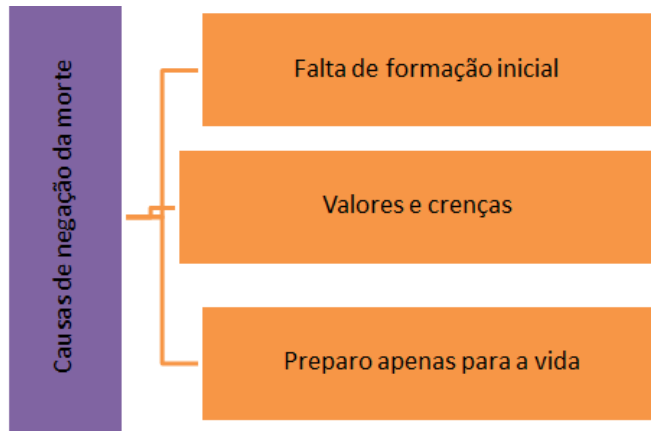 Causas de negação da morte
Falta de formação inicial
Valores e crenças
Preparo apenas para a vida